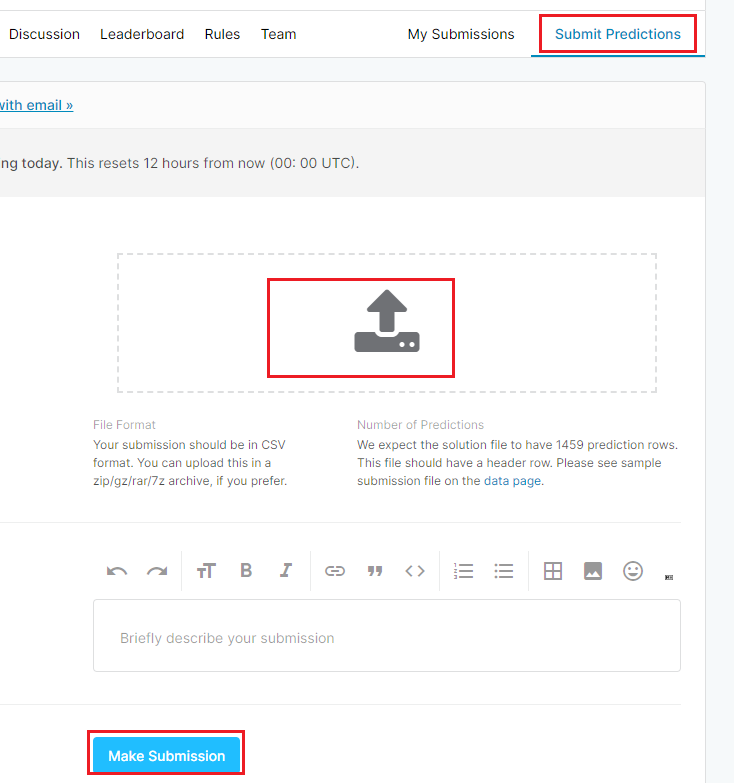 Discussion Leaderboard Rules Team My Submissions Submit Predictions
with email »
ng today. This resets 12 hours from now (00: 00 UTC).
File Format
Your submission should be in CSV
format. You can upload this in a
zip/gz/rar/7z archive, if you prefer.
Number of Predictions
We expect the solution file to have 1459 prediction rows.
This file should have a header row. Please see sample
submission file on the data page.
B I
Briefly describe your submission
Make Submission